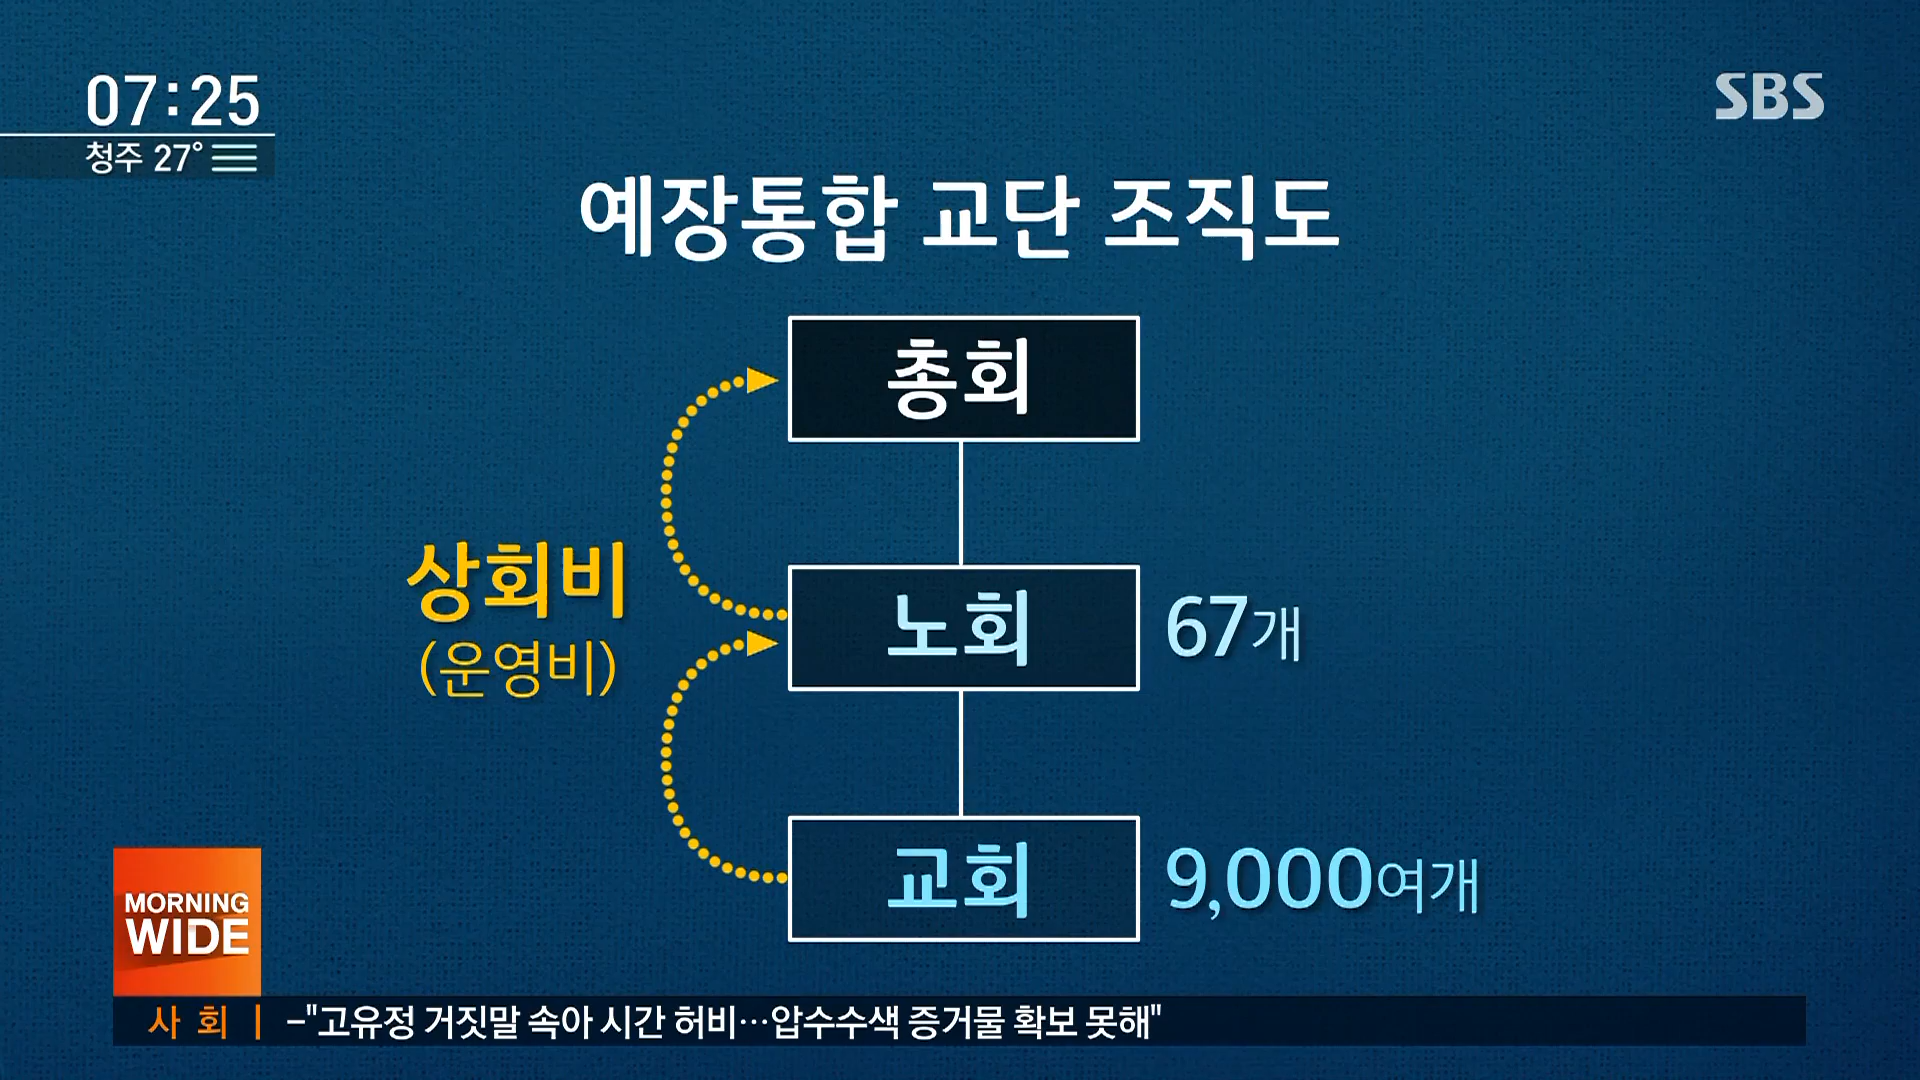 07:25
SBS
청주 27°
예장통합 교단 조직도
총회
상회비
(운영비)
노회 67개
교회 9,000여개
MORNING
WIDE
사 회 | -"고유정 거짓말 속아 시간 허비…압수수색 증거물 확보 못해"